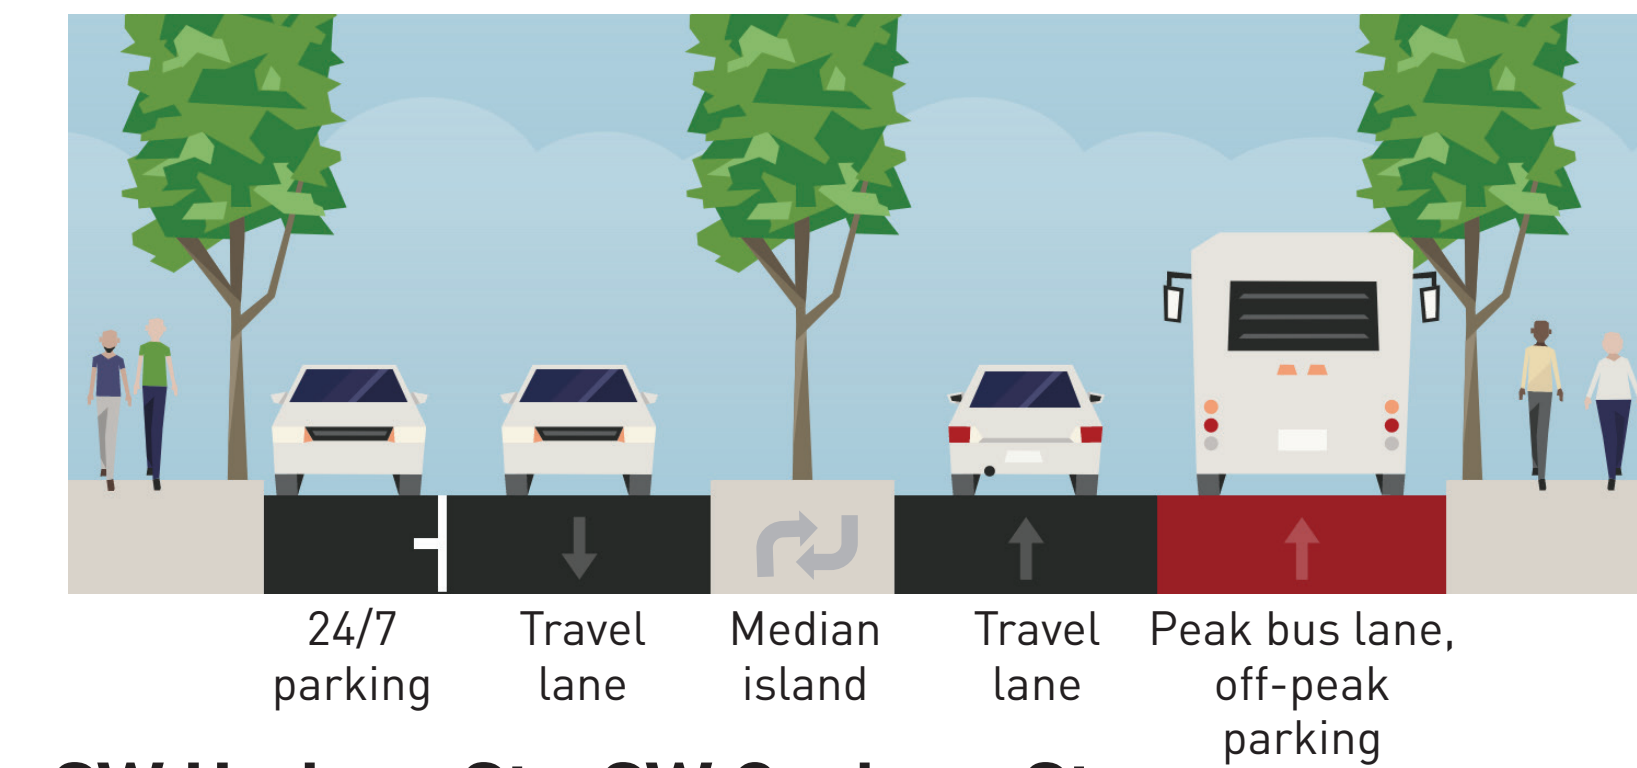 24/7
parking
Travel
lane
Median
island
Travel
lane
Peak bus lane,
off-peak
parking